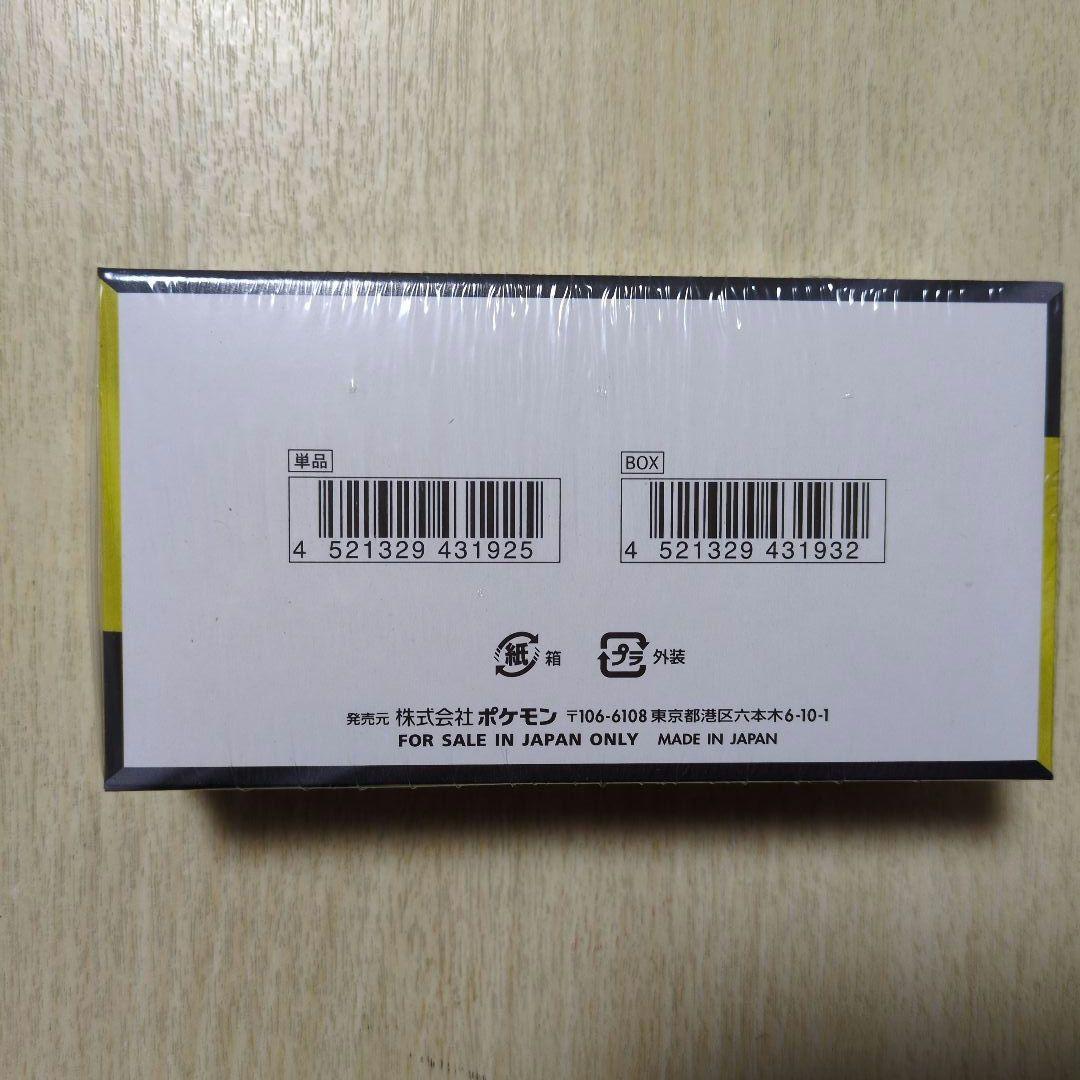 単品
4 521329 431925
BOX
4 521329 431932
紙 箱
プラ 外装
発売元 株式会社 ポケモン 〒106-6108 東京都港区六本木6-10-1
FOR SALE IN JAPAN ONLY MADE IN JAPAN